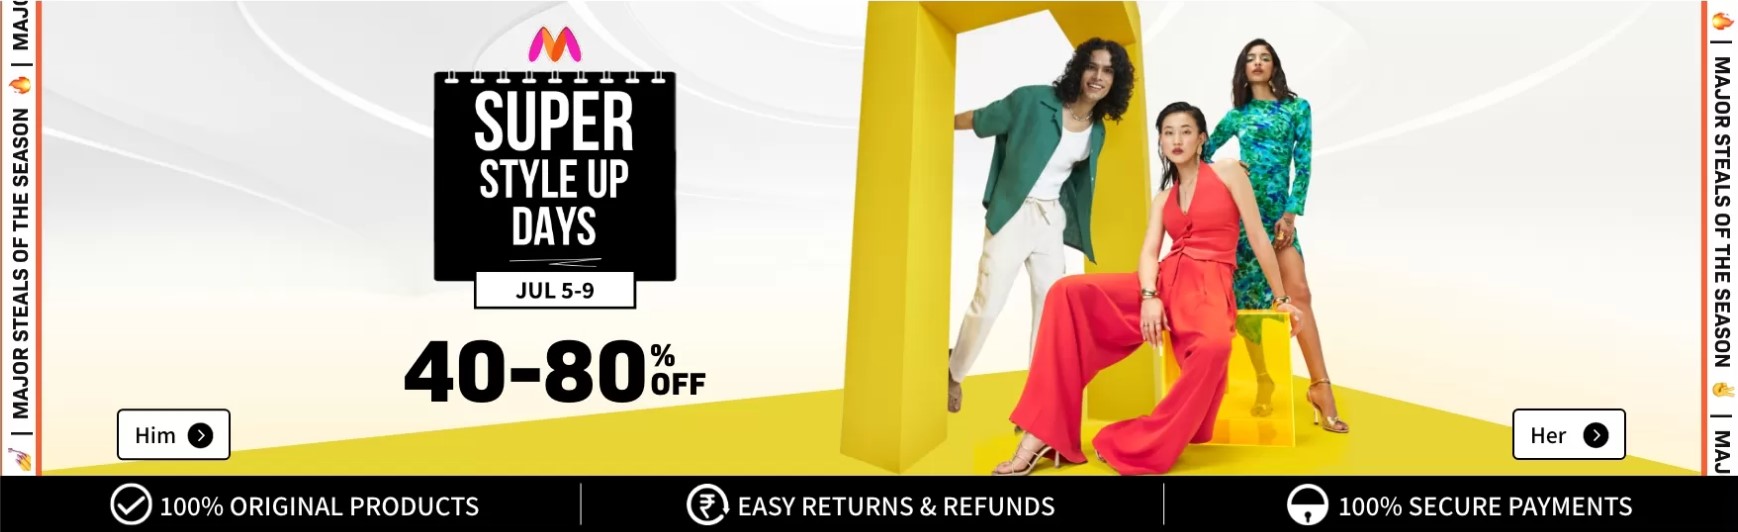 MAJOR STEALS OF THE SEASON | MAJO
SUPER
STYLE UP
DAYS
JUL 5-9
40-80% OFF
Him
Her
| MAJOR STEALS OF THE SEASON | MAJ
100% ORIGINAL PRODUCTS
EASY RETURNS & REFUNDS
100% SECURE PAYMENTS